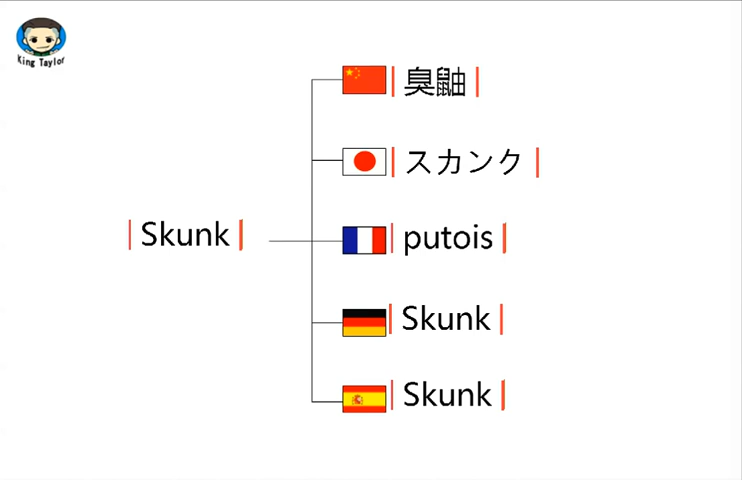 King Taylor
臭鼬
スカンク
putois
Skunk
Skunk
Skunk